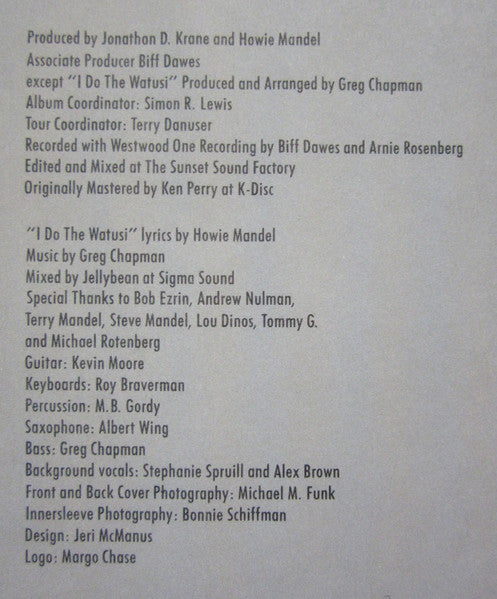 Produced by Jonathan D. Krane and Howie Mandel
Associate Producer Biff Dawes
except "I Do The Watusi" Produced and Arranged by Greg Chapman
Album Coordinator: Simon R. Lewis
Tour Coordinator: Terry Danuser
Recorded with Westwood One Recording by Biff Dawes and Arnie Rosenberg
Edited and Mixed at The Sunset Sound Factory
Originally Mastered by Ken Perry at K-Disc
"I Do The Watusi" lyrics by Howie Mandel
Music by Greg Chapman
Mixed by Jellybean at Sigma Sound
Special Thanks to Bob Ezrin, Andrew Nulman,
Terry Mandel, Steve Mandel, Lou Dinos, Tommy G.
and Michael Rotenberg
Guitar: Kevin Moore
Keyboards: Roy Braverman
Percussion: M.B. Gordy
Saxophone: Albert Wing
Bass: Greg Chapman
Background vocals: Stephanie Spruill and Alex Brown
Front and Back Cover Photography: Michael M. Funk
Innersleeve Photography: Bonnie Schiffman
Design: Jeri McManus
Logo: Margo Chase